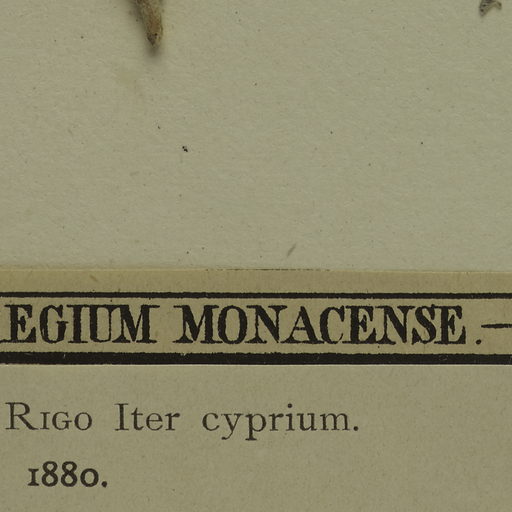 EGIUM MONACENSE.—
RIGO Iter cyprium.
1880.